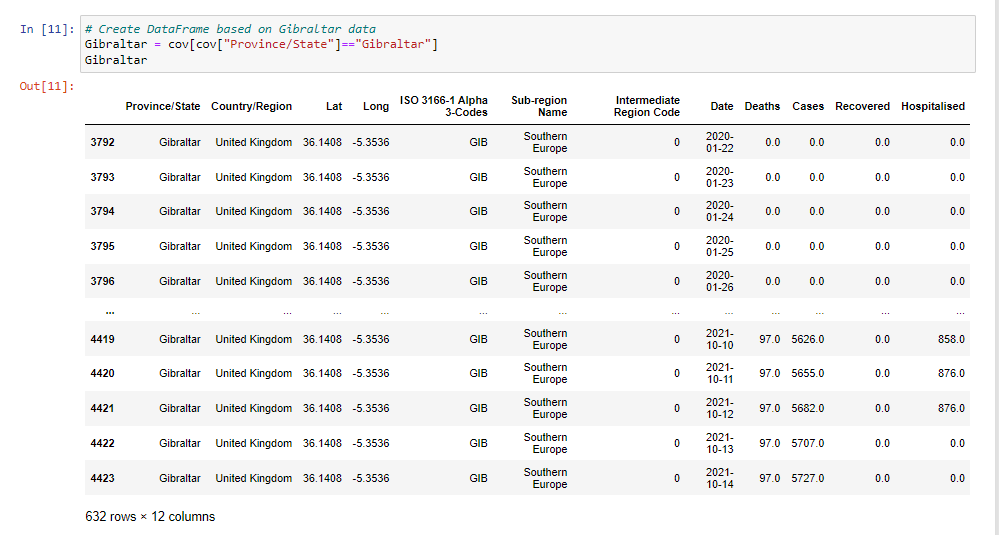 In [11]: # Create DataFrame based on Gibraltar data
Gibraltar = cov[cov["Province/State"]=="Gibraltar"]
Gibraltar
Out[11]:
Province/State Country/Region Lat Long ISO 3166-1 Alpha 3-Codes Sub-region Name Intermediate Region Code Date Deaths Cases Recovered Hospitalised
3792 Gibraltar United Kingdom 36.1408 -5.3536 GIB Southern Europe 0 2020-01-22 0.0 0.0 0.0 0.0
3793 Gibraltar United Kingdom 36.1408 -5.3536 GIB Southern Europe 0 2020-01-23 0.0 0.0 0.0 0.0
3794 Gibraltar United Kingdom 36.1408 -5.3536 GIB Southern Europe 0 2020-01-24 0.0 0.0 0.0 0.0
3795 Gibraltar United Kingdom 36.1408 -5.3536 GIB Southern Europe 0 2020-01-25 0.0 0.0 0.0 0.0
3796 Gibraltar United Kingdom 36.1408 -5.3536 GIB Southern Europe 0 2020-01-26 0.0 0.0 0.0 0.0
... ... ... ... ... ... ... ... ... ... ... ... ...
4419 Gibraltar United Kingdom 36.1408 -5.3536 GIB Southern Europe 0 2021-10-10 97.0 5626.0 0.0 858.0
4420 Gibraltar United Kingdom 36.1408 -5.3536 GIB Southern Europe 0 2021-10-11 97.0 5655.0 0.0 876.0
4421 Gibraltar United Kingdom 36.1408 -5.3536 GIB Southern Europe 0 2021-10-12 97.0 5682.0 0.0 876.0
4422 Gibraltar United Kingdom 36.1408 -5.3536 GIB Southern Europe 0 2021-10-13 97.0 5707.0 0.0 0.0
4423 Gibraltar United Kingdom 36.1408 -5.3536 GIB Southern Europe 0 2021-10-14 97.0 5727.0 0.0 0.0
632 rows × 12 columns